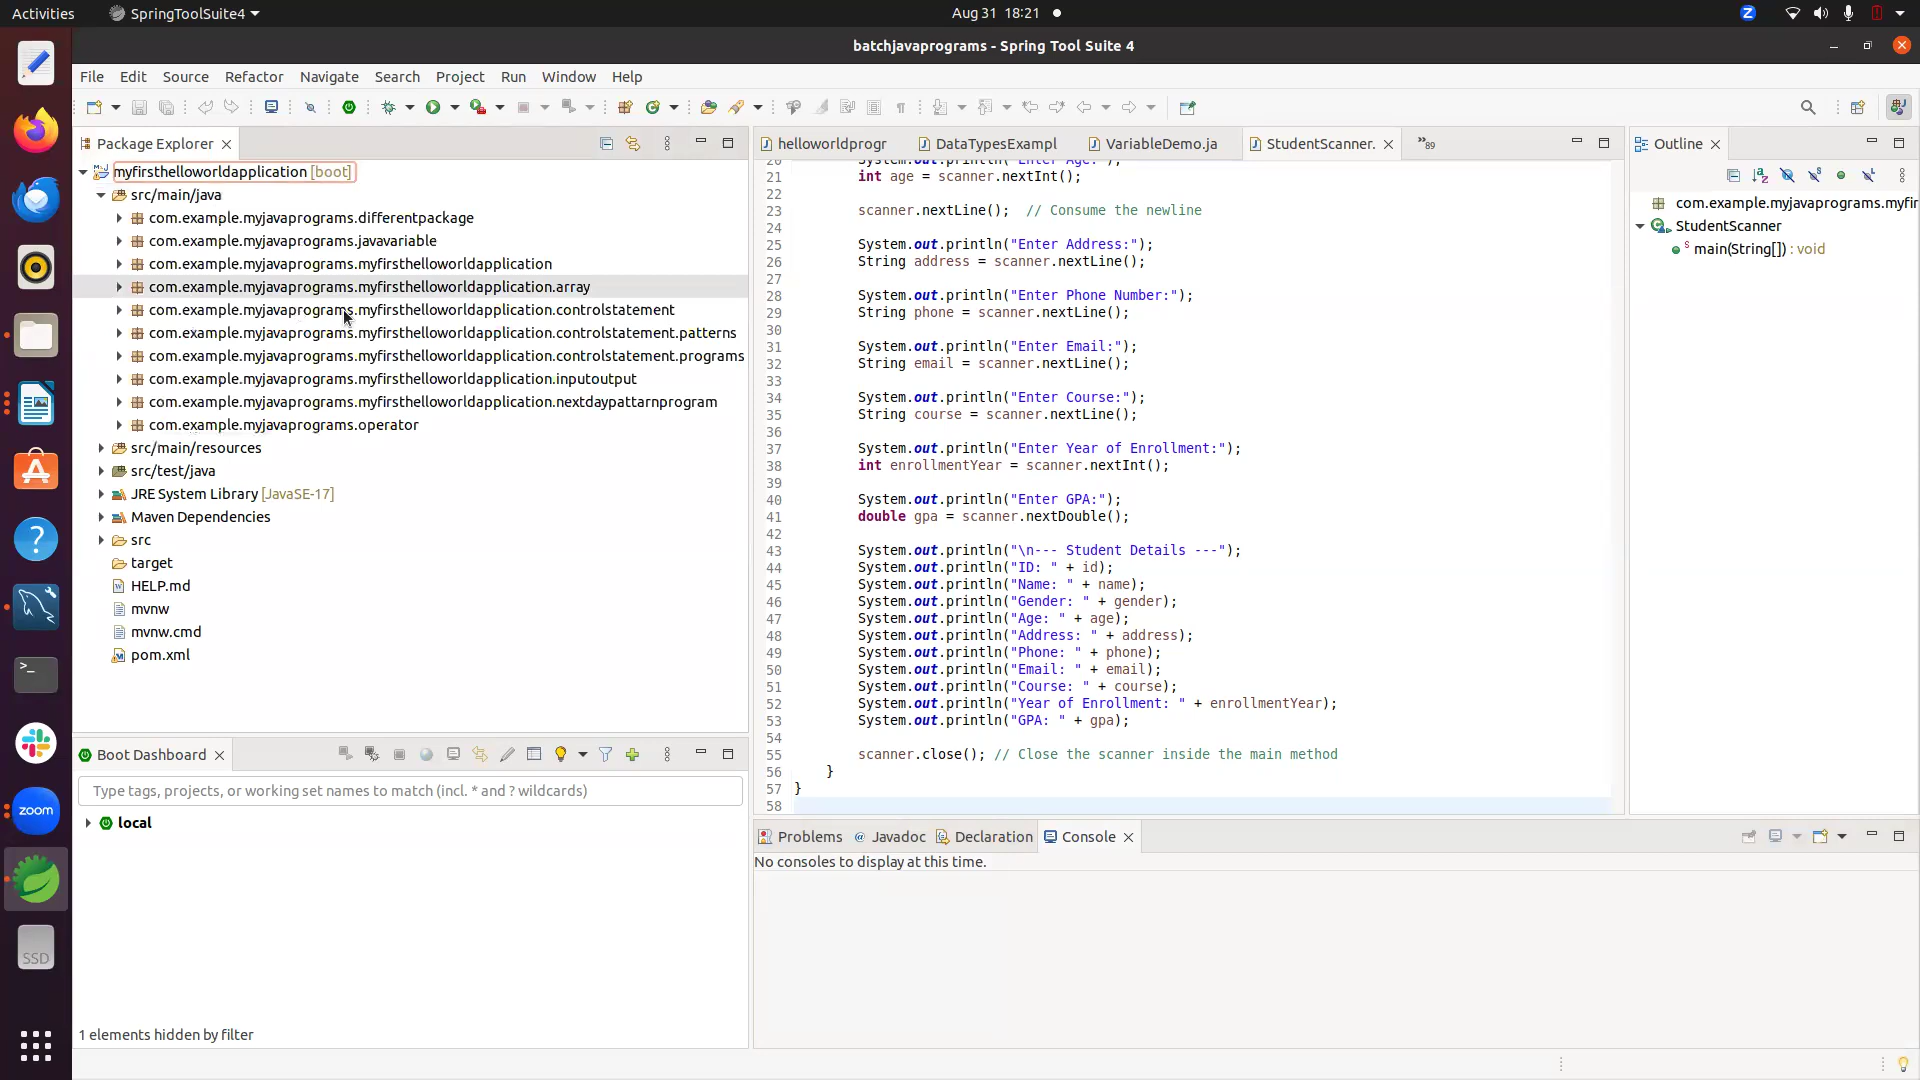 Activities
SpringToolSuite4
Aug 31 18:21
batchjavaprograms - Spring Tool Suite 4
File Edit Source Refactor Navigate Search Project Run Window Help
Package Explorer
myfirsthelloworldapplication [boot]
src/main/java
com.example.myjavaprograms.differentpackage
com.example.myjavaprograms.javavariable
com.example.myjavaprograms.myfirsthelloworldapplication
com.example.myjavaprograms.myfirsthelloworldapplication.array
com.example.myjavaprograms.myfirsthelloworldapplication.controlstatement
com.example.myjavaprograms.myfirsthelloworldapplication.controlstatement.patterns
com.example.myjavaprograms.myfirsthelloworldapplication.controlstatement.programs
com.example.myjavaprograms.myfirsthelloworldapplication.inputoutput
com.example.myjavaprograms.myfirsthelloworldapplication.nextdaypattarnprogram
com.example.myjavaprograms.operator
src/main/resources
src/test/java
JRE System Library [JavaSE-17]
Maven Dependencies
src
target
HELP.md
mvnw
mvnw.cmd
pom.xml
Boot Dashboard
Type tags, projects, or working set names to match (incl. * and ? wildcards)
local
1 elements hidden by filter
helloworldprogr DataTypesExampl VariableDemo.ja StudentScanner. »89
20 System.out.println("Enter Age:");
21 int age = scanner.nextInt();
22
23 scanner.nextLine(); // Consume the newline
24
25 System.out.println("Enter Address:");
26 String address = scanner.nextLine();
27
28 System.out.println("Enter Phone Number:");
29 String phone = scanner.nextLine();
30
31 System.out.println("Enter Email:");
32 String email = scanner.nextLine();
33
34 System.out.println("Enter Course:");
35 String course = scanner.nextLine();
36
37 System.out.println("Enter Year of Enrollment:");
38 int enrollmentYear = scanner.nextInt();
39
40 System.out.println("Enter GPA:");
41 double gpa = scanner.nextDouble();
42
43 System.out.println("\n--- Student Details ---");
44 System.out.println("ID: " + id);
45 System.out.println("Name: " + name);
46 System.out.println("Gender: " + gender);
47 System.out.println("Age: " + age);
48 System.out.println("Address: " + address);
49 System.out.println("Phone: " + phone);
50 System.out.println("Email: " + email);
51 System.out.println("Course: " + course);
52 System.out.println("Year of Enrollment: " + enrollmentYear);
53 System.out.println("GPA: " + gpa);
54
55 scanner.close(); // Close the scanner inside the main method
56 }
57 }
58
Problems @ Javadoc Declaration Console
No consoles to display at this time.
Outline
com.example.myjavaprograms.myfir
StudentScanner
main(String[]) : void
zoom
SSD